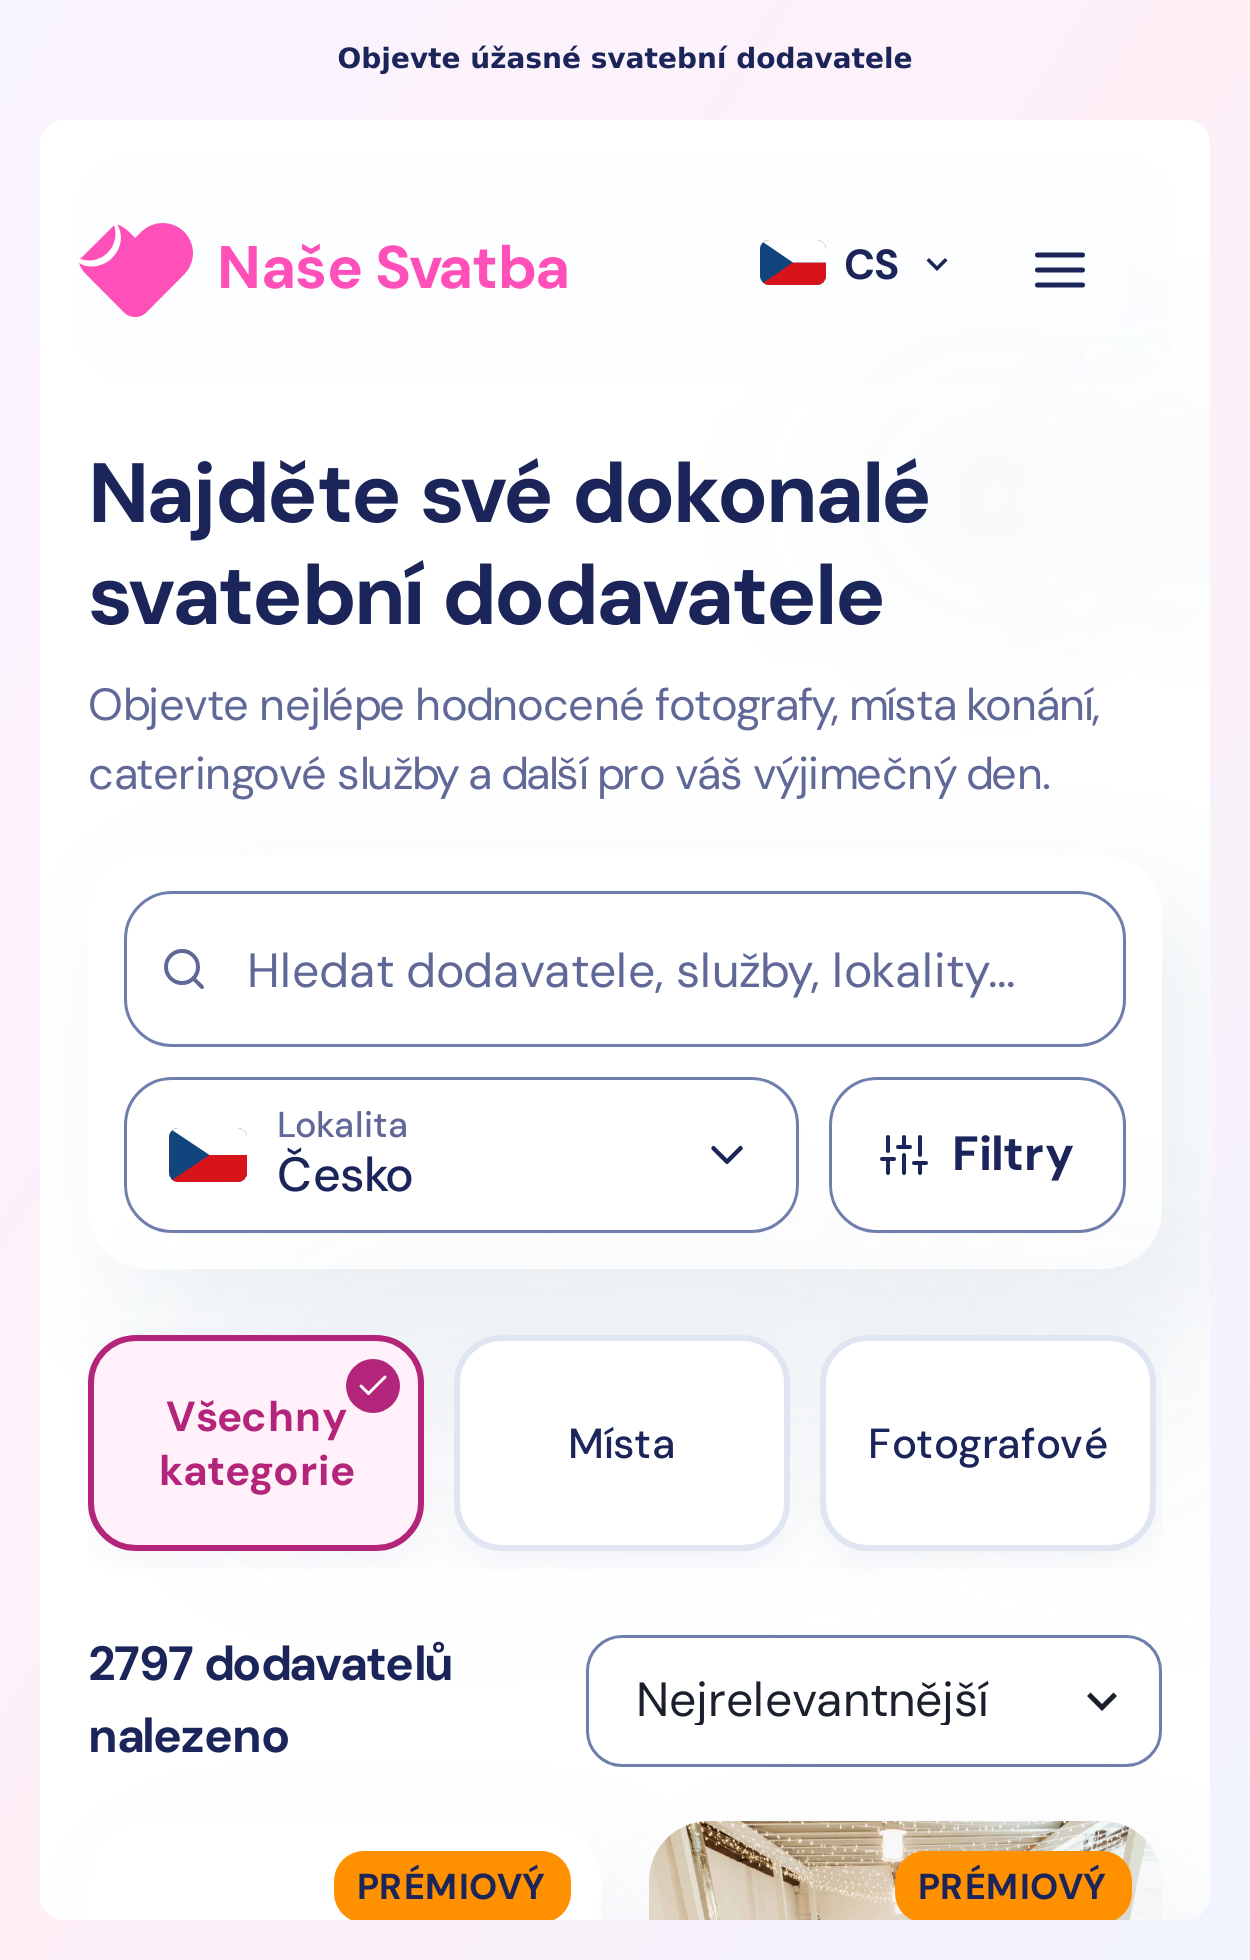 Objevte úžasné svatební dodavatele
Naše Svatba
CS
Najděte své dokonalé
svatební dodavatele
Objevte nejlépe hodnocené fotografy, místa konání,
cateringové služby a další pro váš výjimečný den.
Hledat dodavatele, služby, lokality...
Lokalita
Česko
Filtry
Všechny
kategorie
Místa
Fotografové
2797 dodavatelů
nalezeno
Nejrelevantnější
PRÉMIOVÝ
PRÉMIOVÝ